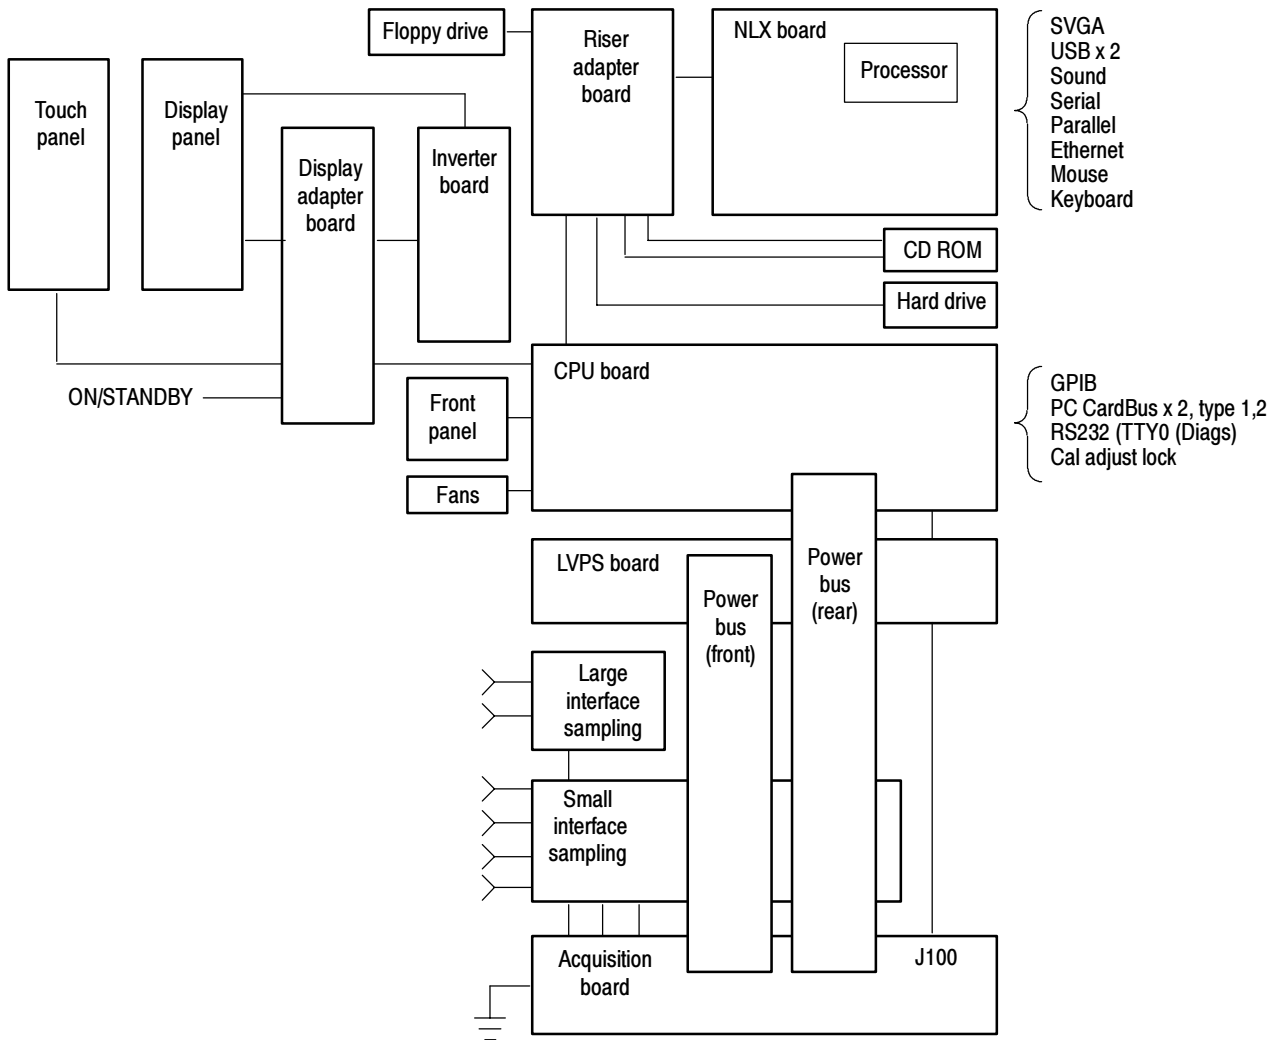 Floppy drive
Riser
adapter
board
NLX board
Processor
SVGA
USB x 2
Sound
Serial
Parallel
Ethernet
Mouse
Keyboard
Touch
panel
Display
panel
Display
adapter
board
Inverter
board
CD ROM
Hard drive
ON/STANDBY
CPU board
Front
panel
Fans
GPIB
PC CardBus x 2, type 1,2
RS232 (TTY0 (Diags)
Cal adjust lock
LVPS board
Power
bus
(front)
Power
bus
(rear)
Large
interface
sampling
Small
interface
sampling
Acquisition
board
J100